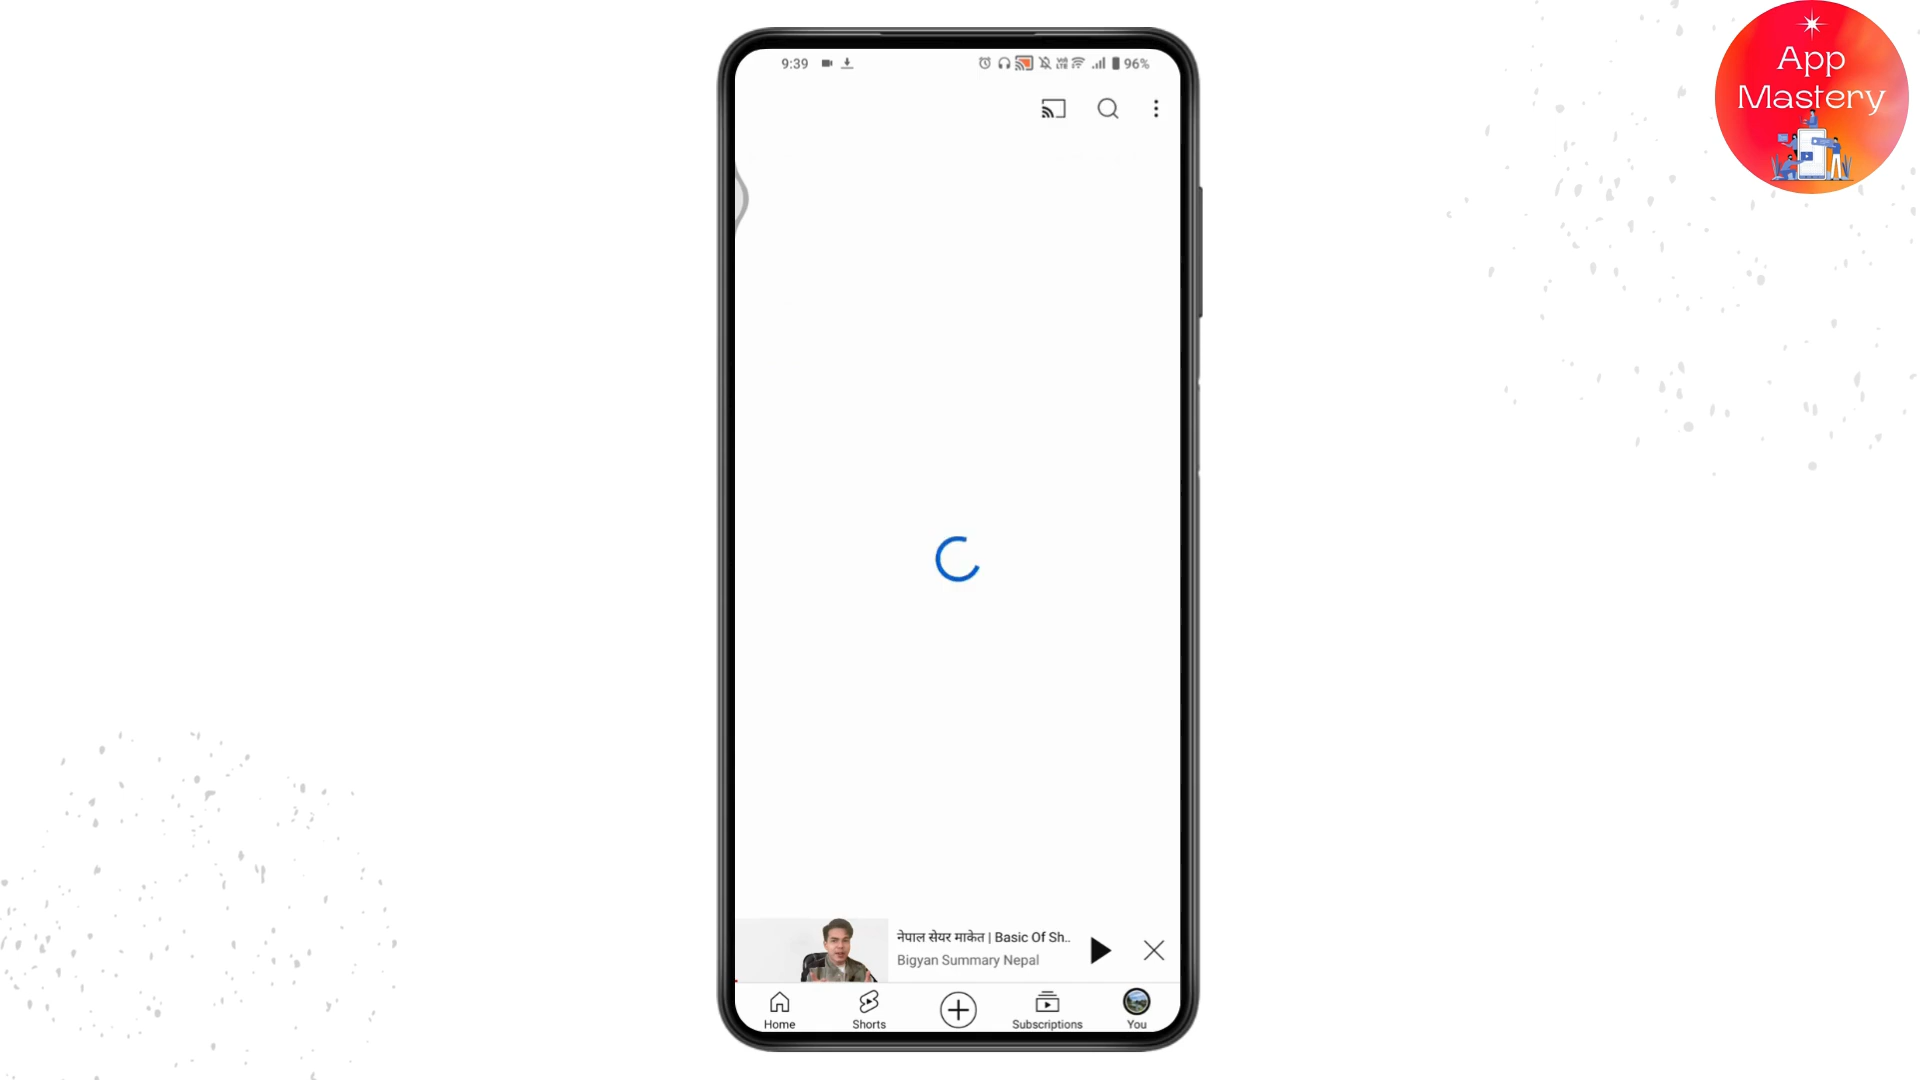 App
Mastery
9:39
96%
नेपाल सेयर माकेत | Basic Of Sh..
Bigyan Summary Nepal
Home
Shorts
Subscriptions
You